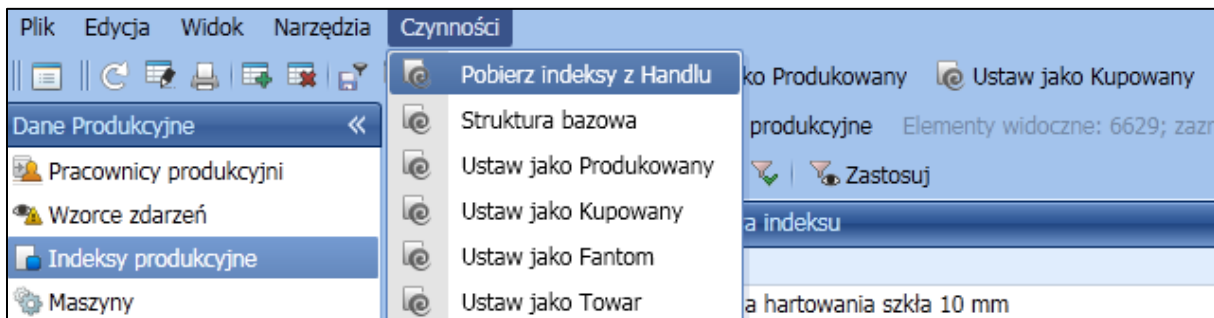 Plik Edycja Widok Narzędzia Czynności
Pobierz indeksy z Handlu ko Produkowany Ustaw jako Kupowany
Dane Produkcyjne Struktura bazowa produkcyjne Elementy widoczne: 6629; zazn
Pracownicy produkcyjni Ustaw jako Produkowany Zastosuj
Wzorce zdarzeń Ustaw jako Kupowany a indeksu
Indeksy produkcyjne Ustaw jako Fantom
Maszyny Ustaw jako Towar a hartowania szkła 10 mm